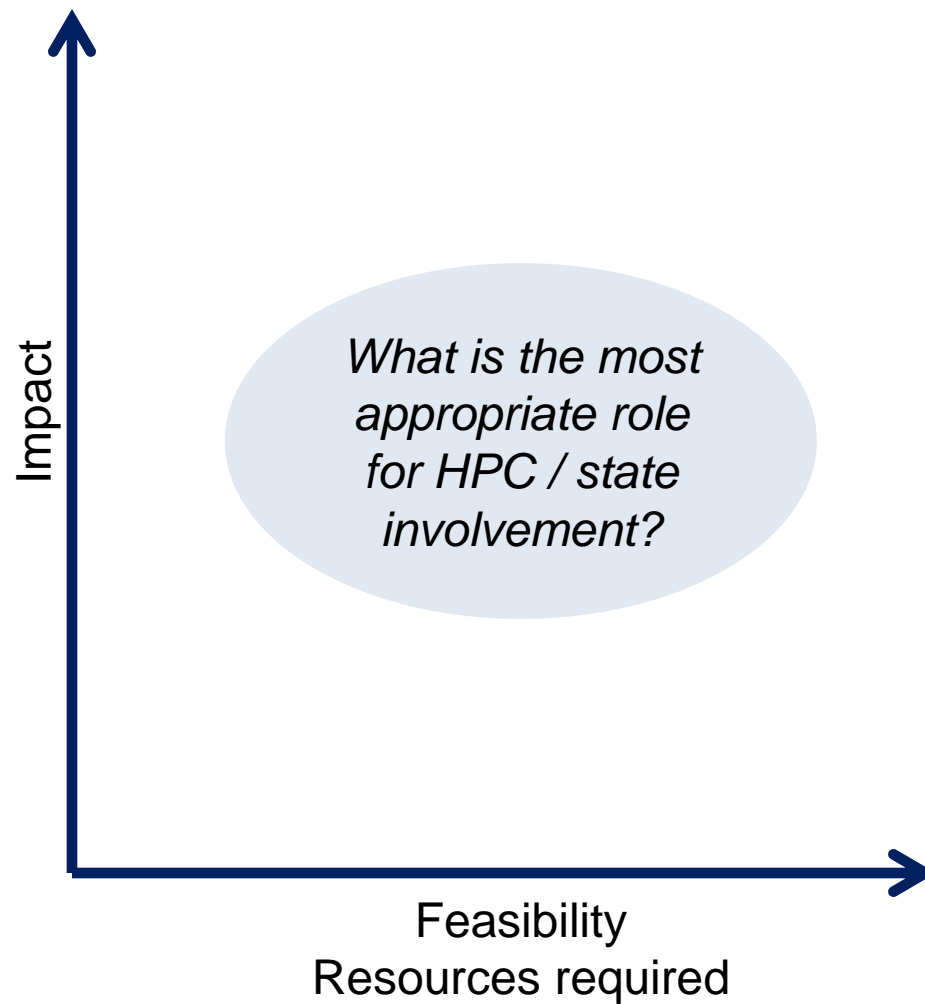 Impact
What is the most
appropriate role
for HPC / state
involvement?
Feasibility
Resources required